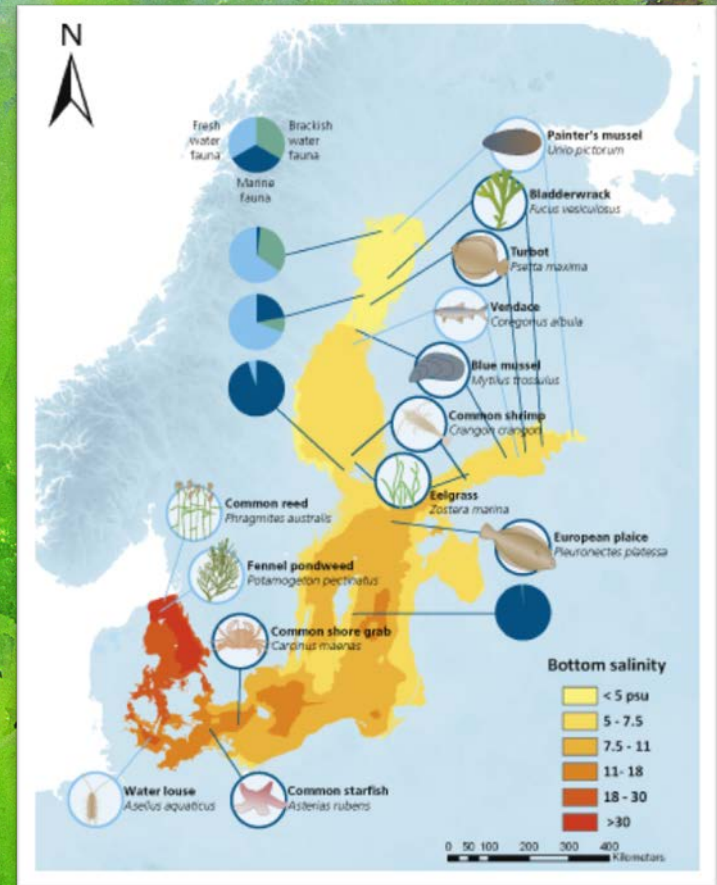 N
Fresh
water
fauna
Brackish
water
fauna
Marine
fauna
Painter's mussel
Unio pictorum
Bladderwrack
Fucus vesiculosus
Turbot
Psetta maxima
Vendace
Coregonus albula
Blue mussel
Mytilus trossulus
Common shrimp
Crangon crangon
Eelgrass
Zostera marina
Common reed
Phragmites australis
European plaice
Pleuronectes platessa
Fennel pondweed
Potamogeton pectinatus
Common shore grab
Carcinus maenas
Bottom salinity
< 5 psu
5 - 7.5
7.5 - 11
11- 18
18 - 30
>30
Water louse
Asellus aquaticus
Common starfish
Asterias rubens
0 50 100 200 300 400
Kilometers